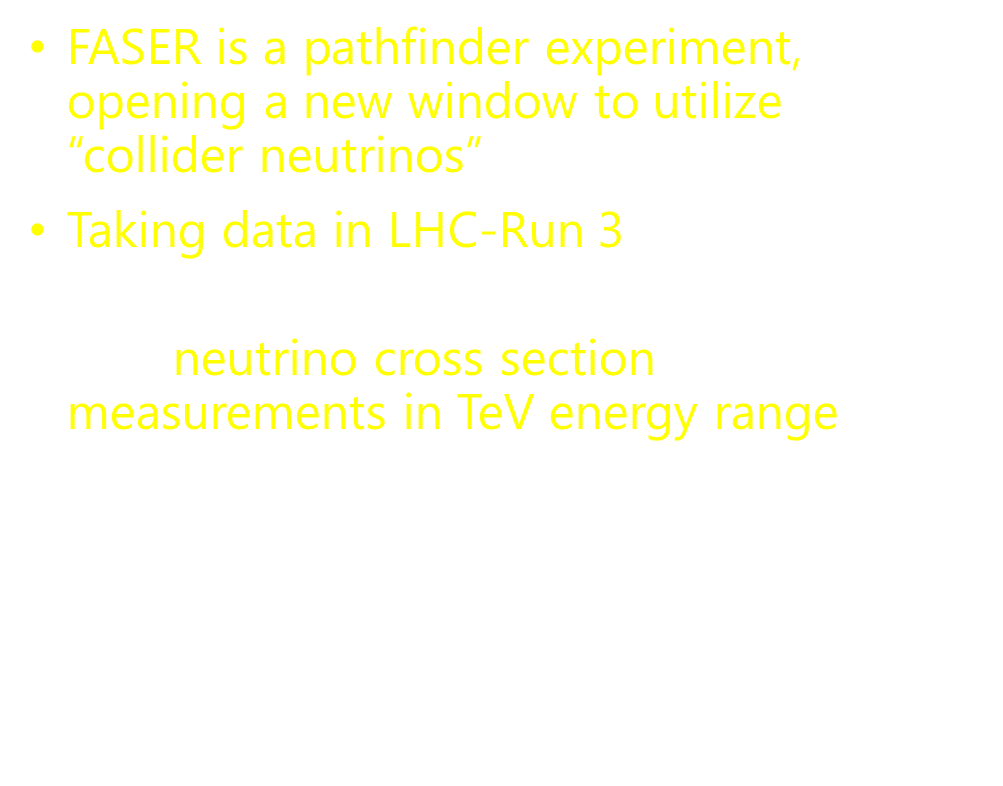 • FASER is a pathfinder experiment,
opening a new window to utilize
“collider neutrinos”
• Taking data in LHC-Run 3
neutrino cross section
measurements in TeV energy range